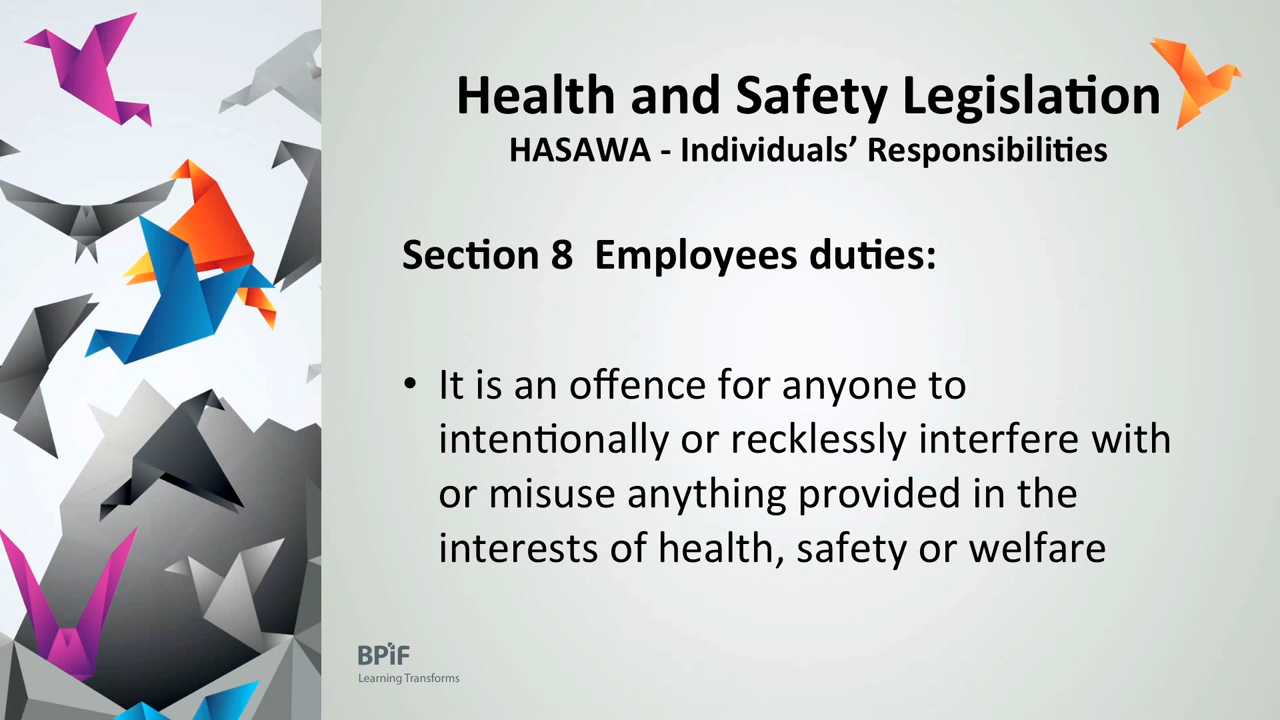 Health and Safety Legislation
HASAWA - Individuals’ Responsibilities
Section 8  Employees duties:
• It is an offence for anyone to
intentionally or recklessly interfere with
or misuse anything provided in the
interests of health, safety or welfare
BPiF
Learning Transforms